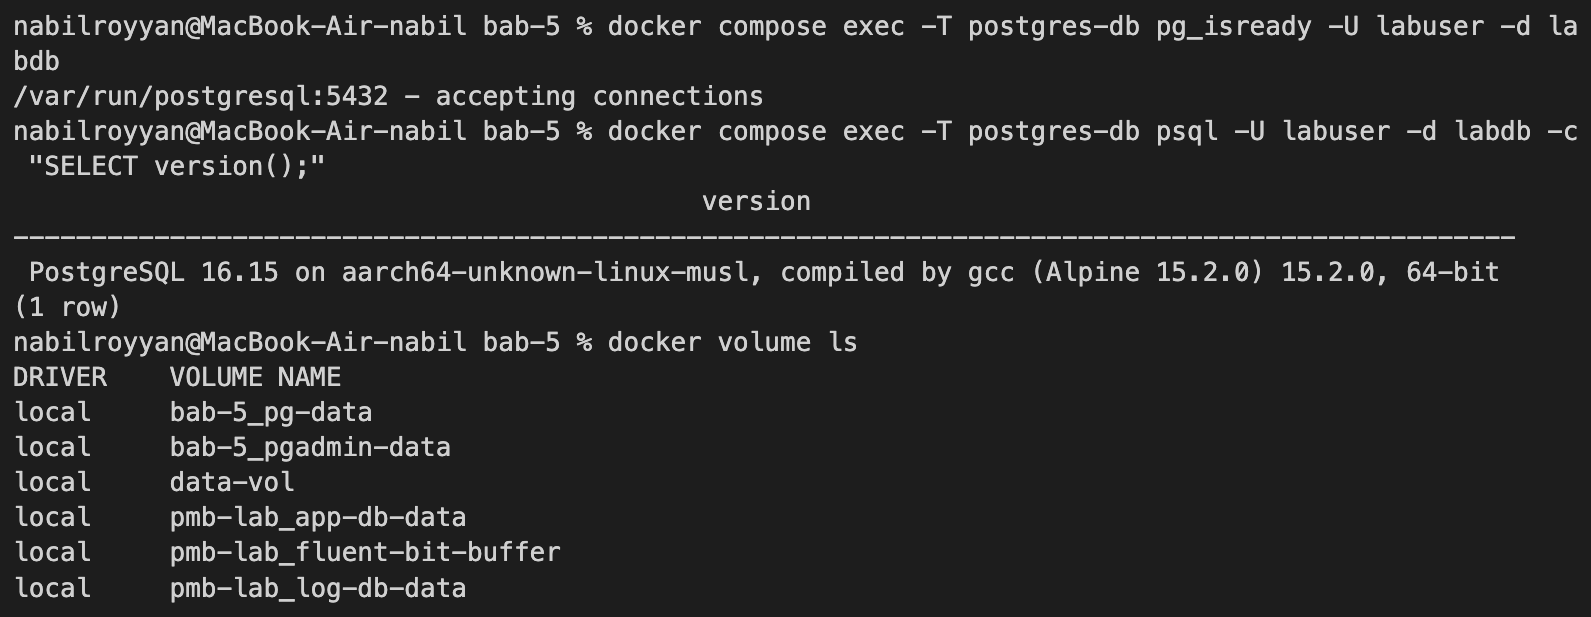 nabilroyyan@MacBook-Air-nabil bab-5 % docker compose exec -T postgres-db pg_isready -U labuser -d la
bdb
/var/run/postgresql:5432 - accepting connections
nabilroyyan@MacBook-Air-nabil bab-5 % docker compose exec -T postgres-db psql -U labuser -d labdb -c
 "SELECT version();"
                                            version
------------------------------------------------------------------------------------------------
 PostgreSQL 16.15 on aarch64-unknown-linux-musl, compiled by gcc (Alpine 15.2.0) 15.2.0, 64-bit
(1 row)
nabilroyyan@MacBook-Air-nabil bab-5 % docker volume ls
DRIVER    VOLUME NAME
local     bab-5_pg-data
local     bab-5_pgadmin-data
local     data-vol
local     pmb-lab_app-db-data
local     pmb-lab_fluent-bit-buffer
local     pmb-lab_log-db-data